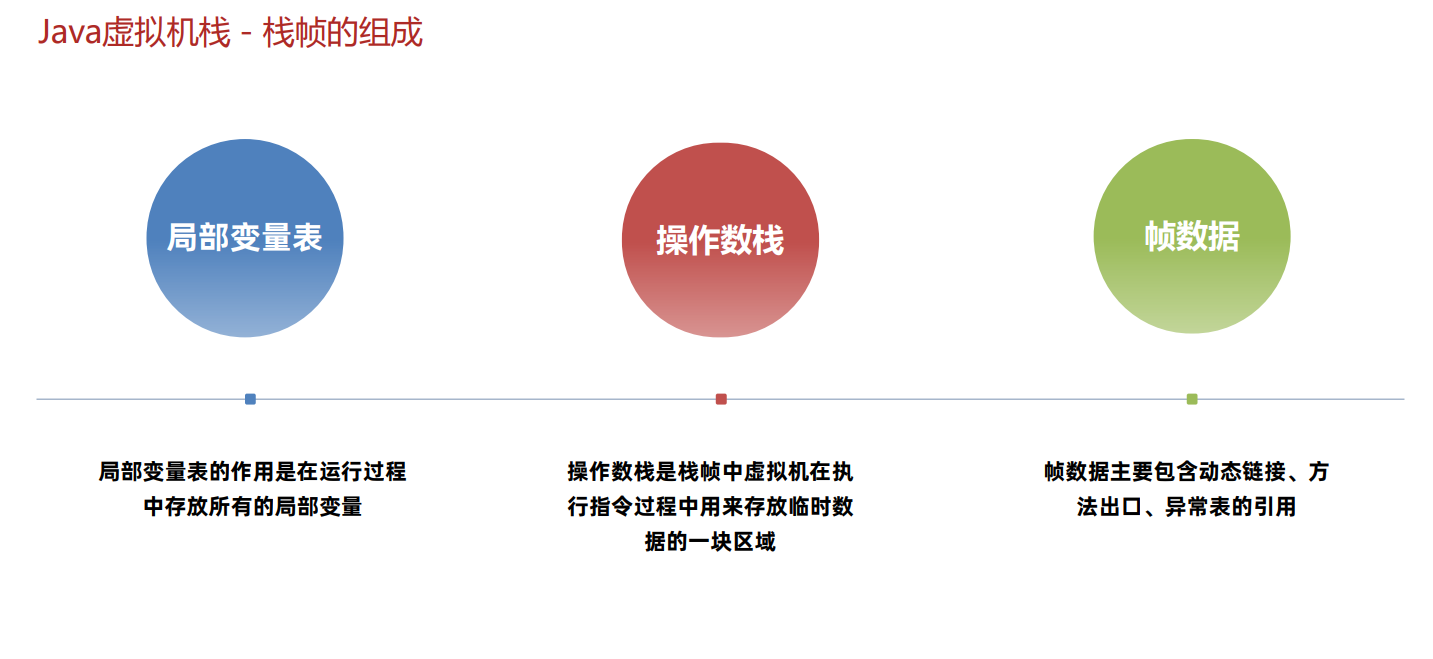 Java虚拟机栈 - 栈帧的组成
局部变量表
操作数栈
帧数据
局部变量表的作用是在运行过程
中存放所有的局部变量
操作数栈是栈帧中虚拟机在执
行指令过程中用来存放临时数
据的一块区域
帧数据主要包含动态链接、方
法出口、异常表的引用